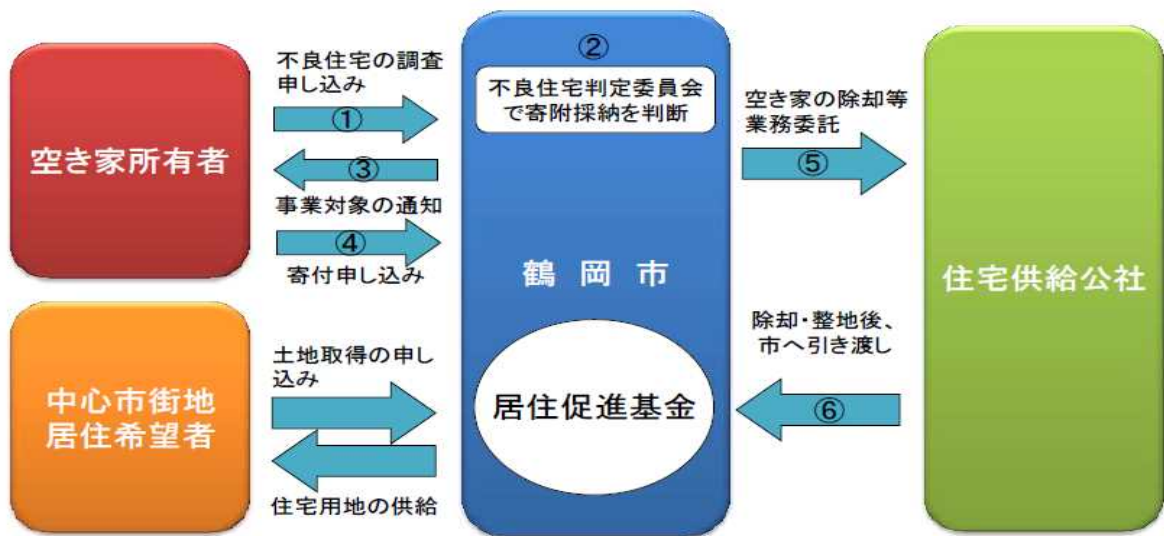 空き家所有者
不良住宅の調査
申し込み
①
③
事業対象の通知
④
寄付申し込み
②
不良住宅判定委員会
で寄附採納を判断
鶴岡市
居住促進基金
空き家の除却等
業務委託
⑤
住宅供給公社
除却・整地後、
市へ引き渡し
⑥
中心市街地
居住希望者
土地取得の申し
込み
住宅用地の供給